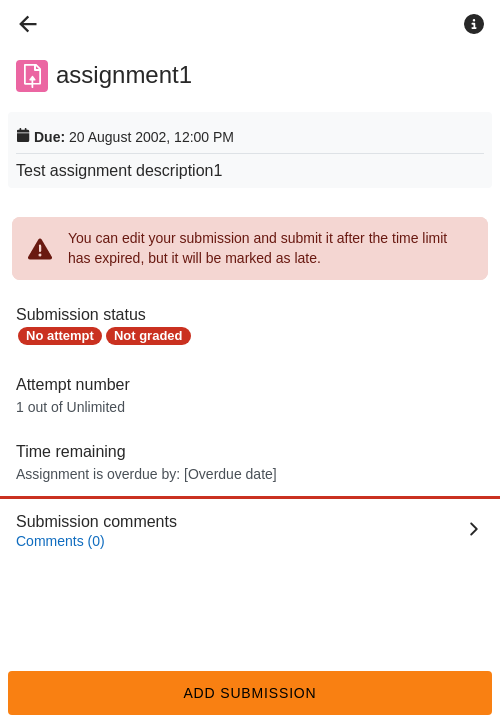 assignment1
Due: 20 August 2002, 12:00 PM
Test assignment description1
You can edit your submission and submit it after the time limit
has expired, but it will be marked as late.
Submission status
No attempt Not graded
Attempt number
1 out of Unlimited
Time remaining
Assignment is overdue by: [Overdue date]
Submission comments
Comments (0)
ADD SUBMISSION